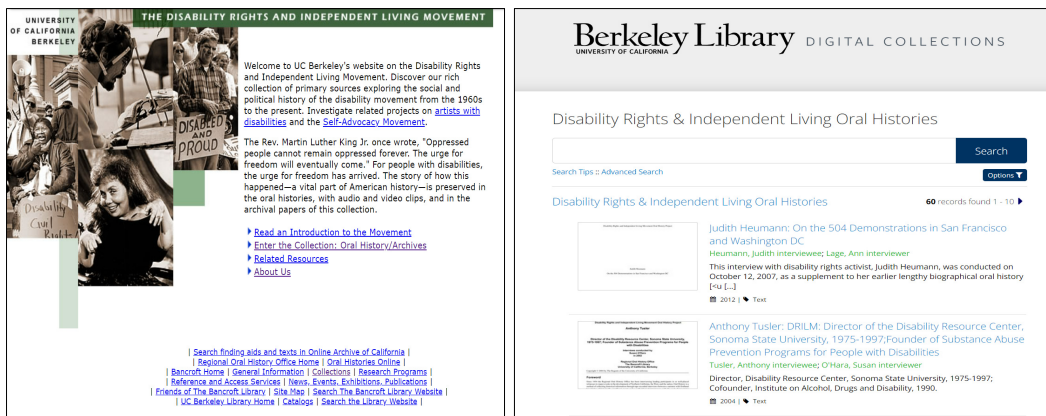 UNIVERSITY
OF CALIFORNIA
BERKELEY
THE DISABILITY RIGHTS AND INDEPENDENT LIVING MOVEMENT
DISABLED
AND
PROUD
Disability
Civil
Rights
Welcome to UC Berkeley's website on the Disability Rights
and Independent Living Movement. Discover our rich
collection of primary sources exploring the social and
political history of the disability movement from the 1960s
to the present. Investigate related projects on artists with
disabilities and the Self-Advocacy Movement.
The Rev. Martin Luther King Jr. once wrote, "Oppressed
people cannot remain oppressed forever. The urge for
freedom will eventually come." For people with disabilities,
the urge for freedom has arrived. The story of how this
happened—a vital part of American history—is preserved in
the oral histories, with audio and video clips, and in the
archival papers of this collection.
Read an Introduction to the Movement
Enter the Collection: Oral History/Archives
Related Resources
About Us
| Search finding aids and texts in Online Archive of California |
| Regional Oral History Office Home | Oral Histories Online |
| Bancroft Home | General Information | Collections | Research Programs |
| Reference and Access Services | News, Events, Exhibitions, Publications |
| Friends of The Bancroft Library | Site Map | Search The Bancroft Library Website |
| UC Berkeley Library Home | Catalogs | Search the Library Website |
Berkeley Library DIGITAL COLLECTIONS
UNIVERSITY OF CALIFORNIA
Disability Rights & Independent Living Oral Histories
Search
Search Tips :: Advanced Search
Options
Disability Rights & Independent Living Oral Histories
60 records found 1 - 10
Judith Heumann: On the 504 Demonstrations in San Francisco
and Washington DC
Heumann, Judith interviewee; Lage, Ann interviewer
This interview with disability rights activist, Judith Heumann, was conducted on
October 12, 2007, as a supplement to her earlier lengthy biographical oral history
[<u [...]
2012 | Text
Anthony Tusler
Foreword
Anthony Tusler: DRILM: Director of the Disability Resource Center,
Sonoma State University, 1975-1997;Founder of Substance Abuse
Prevention Programs for People with Disabilities
Tusler, Anthony interviewee; O'Hara, Susan interviewer
Director, Disability Resource Center, Sonoma State University, 1975-1997;
Cofounder, Institute on Alcohol, Drugs and Disability, 1990.
2004 | Text